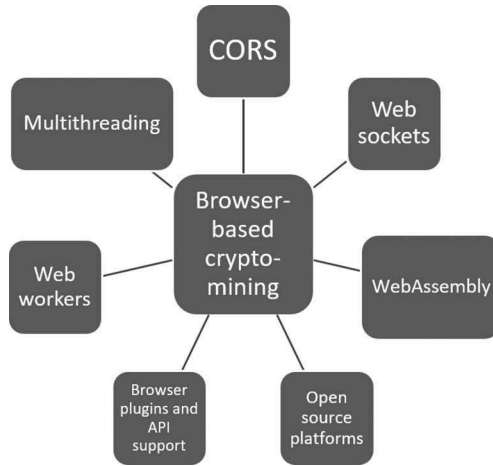 CORS
Multithreading
Web
sockets
Browser-
based
crypto-
mining
Web
workers
WebAssembly
Browser
plugins and
API
support
Open
source
platforms